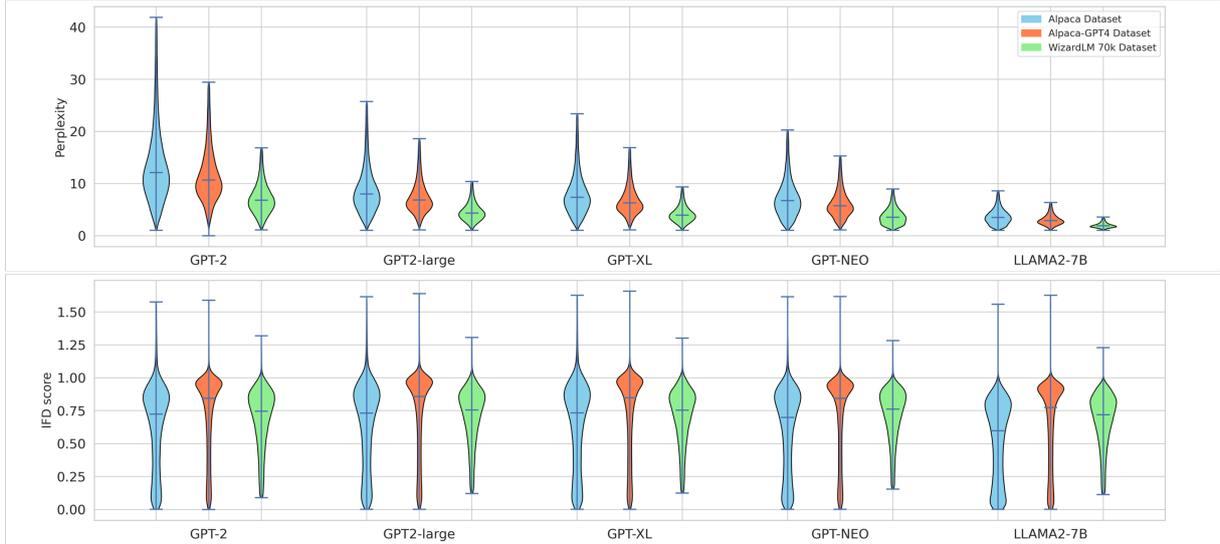 40
30
20
10
0
Perplexity
Alpaca Dataset
Alpaca-GPT4 Dataset
WizardLM 70k Dataset
GPT-2 GPT2-large GPT-XL GPT-NEO LLAMA2-7B
1.50
1.25
1.00
0.75
0.50
0.25
0.00
IFD score
GPT-2 GPT2-large GPT-XL GPT-NEO LLAMA2-7B